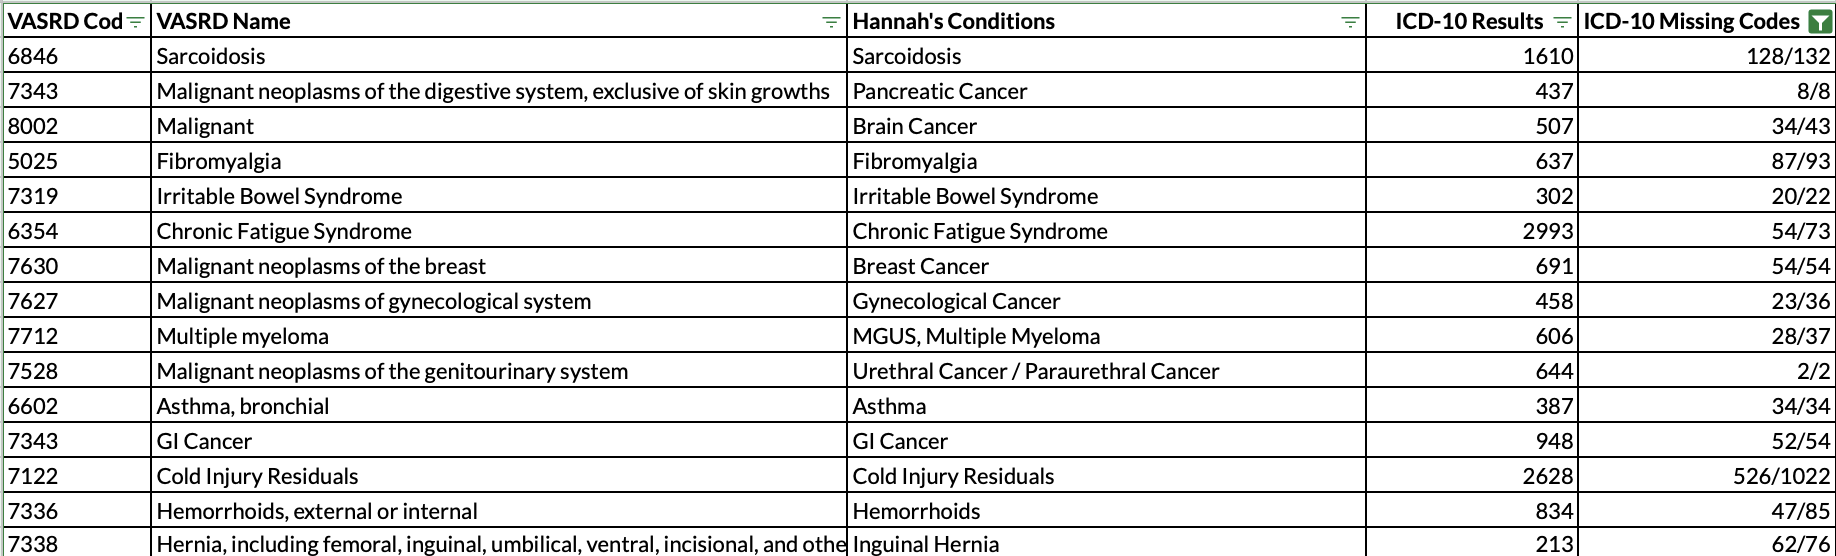 VASRD Cod VASRD Name Hannah's Conditions ICD-10 Results ICD-10 Missing Codes
6846 Sarcoidosis Sarcoidosis 1610 128/132
7343 Malignant neoplasms of the digestive system, exclusive of skin growths Pancreatic Cancer 437 8/8
8002 Malignant Brain Cancer 507 34/43
5025 Fibromyalgia Fibromyalgia 637 87/93
7319 Irritable Bowel Syndrome Irritable Bowel Syndrome 302 20/22
6354 Chronic Fatigue Syndrome Chronic Fatigue Syndrome 2993 54/73
7630 Malignant neoplasms of the breast Breast Cancer 691 54/54
7627 Malignant neoplasms of gynecological system Gynecological Cancer 458 23/36
7712 Multiple myeloma MGUS, Multiple Myeloma 606 28/37
7528 Malignant neoplasms of the genitourinary system Urethral Cancer / Paraurethral Cancer 644 2/2
6602 Asthma, bronchial Asthma 387 34/34
7343 GI Cancer GI Cancer 948 52/54
7122 Cold Injury Residuals Cold Injury Residuals 2628 526/1022
7336 Hemorrhoids, external or internal Hemorrhoids 834 47/85
7338 Hernia, including femoral, inguinal, umbilical, ventral, incisional, and othe Inguinal Hernia 213 62/76